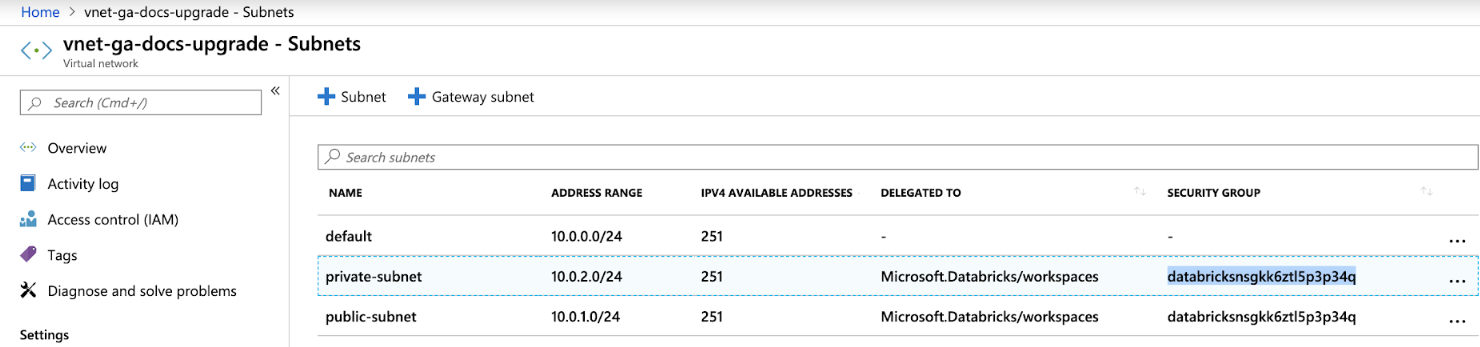 Home > vnet-ga-docs-upgrade - Subnets
vnet-ga-docs-upgrade - Subnets
Virtual network
Search (Cmd+/)
«
Overview
Activity log
Access control (IAM)
Tags
Diagnose and solve problems
Settings
+ Subnet + Gateway subnet
Search subnets
NAME ADDRESS RANGE IPV4 AVAILABLE ADDRESSES DELEGATED TO ↑↓ SECURITY GROUP ↑↓
default 10.0.0.0/24 251 - - ...
private-subnet 10.0.2.0/24 251 Microsoft.Databricks/workspaces databricksnsgkk6ztl5p3p34q ...
public-subnet 10.0.1.0/24 251 Microsoft.Databricks/workspaces databricksnsgkk6ztl5p3p34q ...